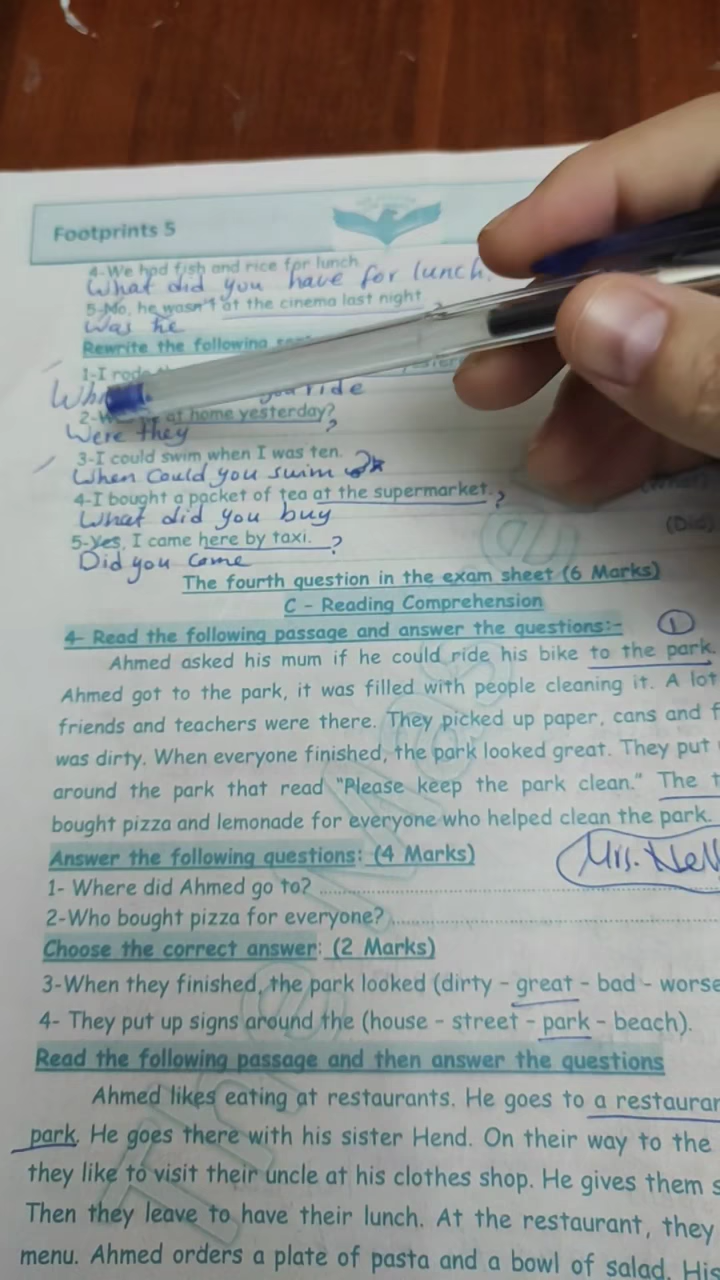 Footprints 5
4-We had fish and rice for lunch.
What did you have for lunch
5-No, he wasn't at the cinema last night
Was he
Rewrite the following
1-I rode
ride
2- at home yesterday?
Were they ?
3-I could swim when I was ten.
When Could you swim
4-I bought a packet of tea at the supermarket.
What did you buy ?
(Did)
5-Yes, I came here by taxi. ?
Did you come
The fourth question in the exam sheet (6 Marks)
C - Reading Comprehension
4- Read the following passage and answer the questions:- 1
Ahmed asked his mum if he could ride his bike to the park.
Ahmed got to the park, it was filled with people cleaning it. A lot
friends and teachers were there. They picked up paper, cans and
was dirty. When everyone finished, the park looked great. They put
around the park that read "Please keep the park clean." The
bought pizza and lemonade for everyone who helped clean the park.
Answer the following questions: (4 Marks)
Mrs.
1- Where did Ahmed go to? ........................
2-Who bought pizza for everyone? ........................
Choose the correct answer: (2 Marks)
3-When they finished, the park looked (dirty - great - bad - worse
4- They put up signs around the (house - street - park - beach).
Read the following passage and then answer the questions
Ahmed likes eating at restaurants. He goes to a
park. He goes there with his sister Hend. On their way to the
they like to visit their uncle at his clothes shop. He gives them
Then they leave to have their lunch. At the restaurant, they
menu. Ahmed orders a plate of pasta and a bowl of salad. His